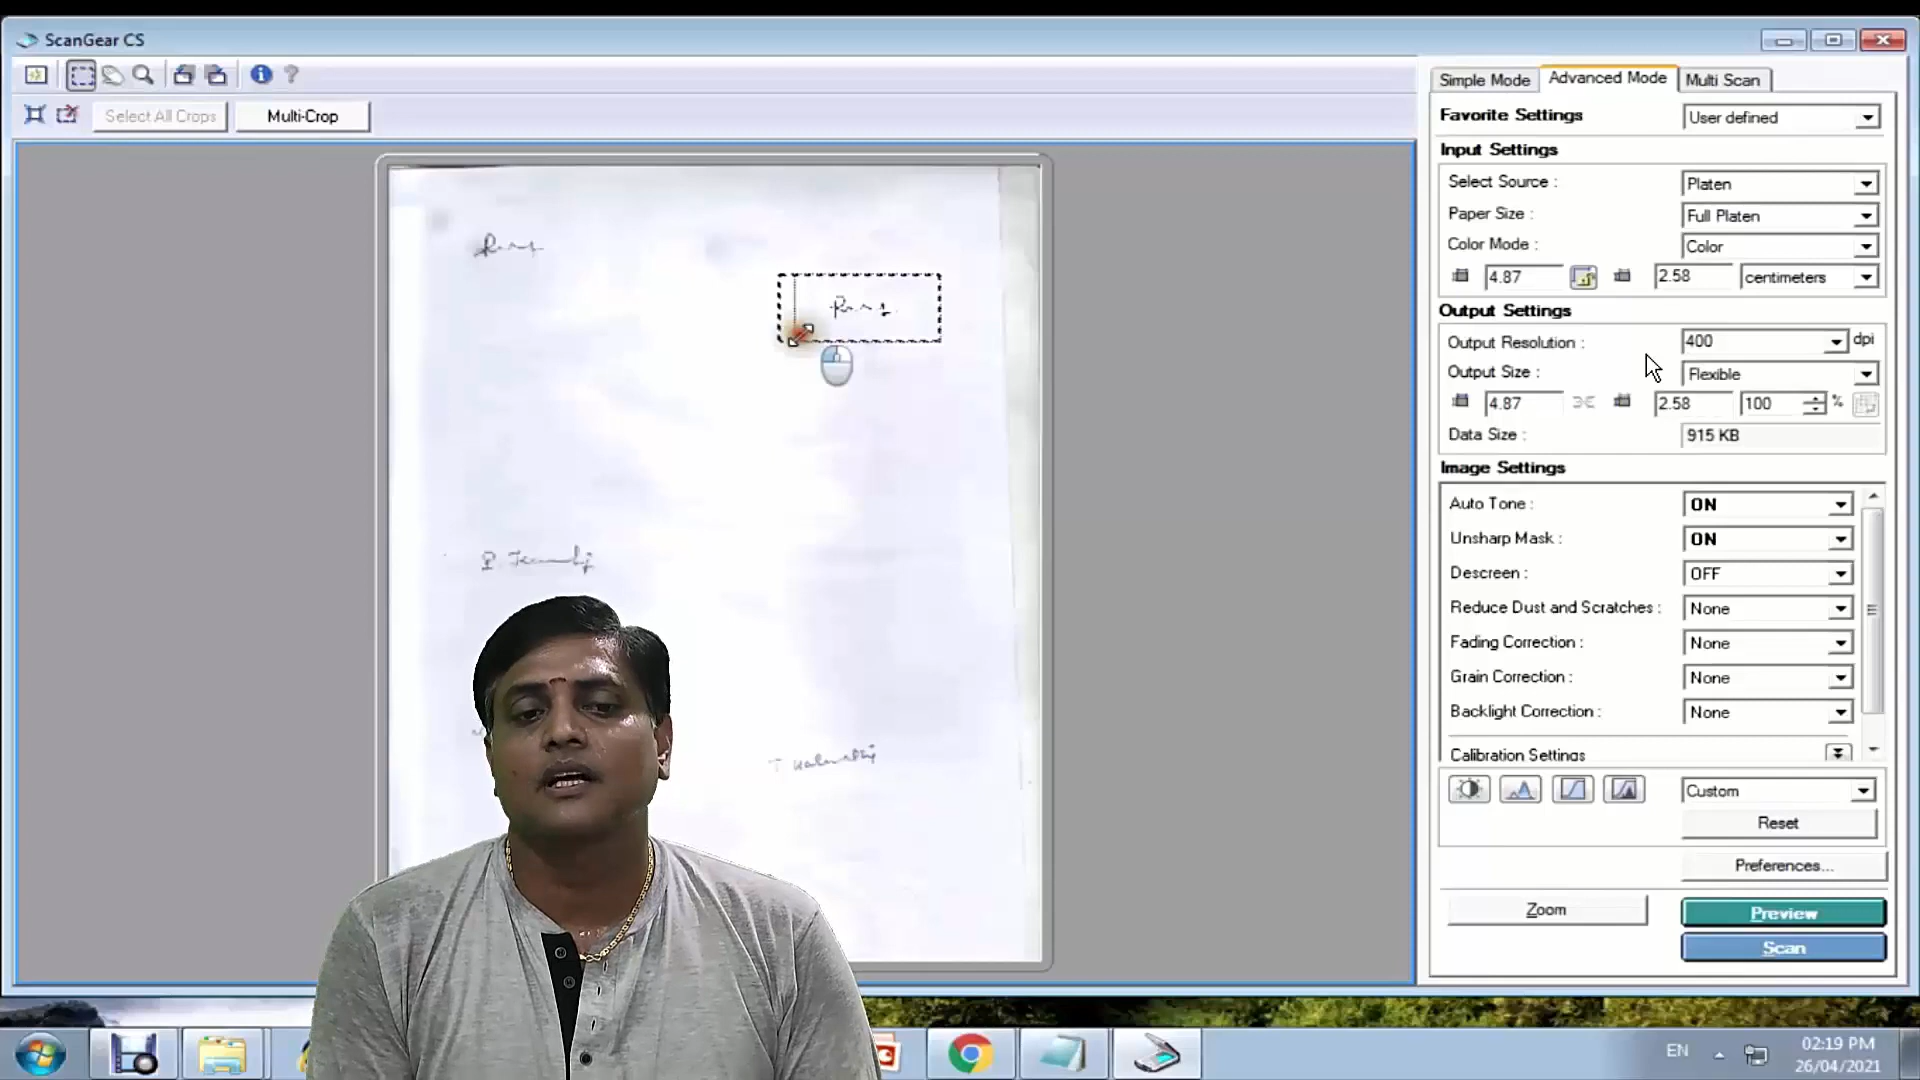 ScanGear CS
Select All Crops
Multi-Crop
Simple Mode
Advanced Mode
Multi Scan
Favorite Settings
User defined
Input Settings
Select Source :
Platen
Paper Size :
Full Platen
Color Mode :
Color
4.87
2.58
centimeters
Output Settings
Output Resolution :
400
dpi
Output Size :
Flexible
4.87
2.58
100
%
Data Size :
915 KB
Image Settings
Auto Tone :
ON
Unsharp Mask :
ON
Descreen :
OFF
Reduce Dust and Scratches :
None
Fading Correction :
None
Grain Correction :
None
Backlight Correction :
None
Calibration Settings
Custom
Reset
Preferences...
Zoom
Preview
Scan
EN
02:19 PM
26/04/2021